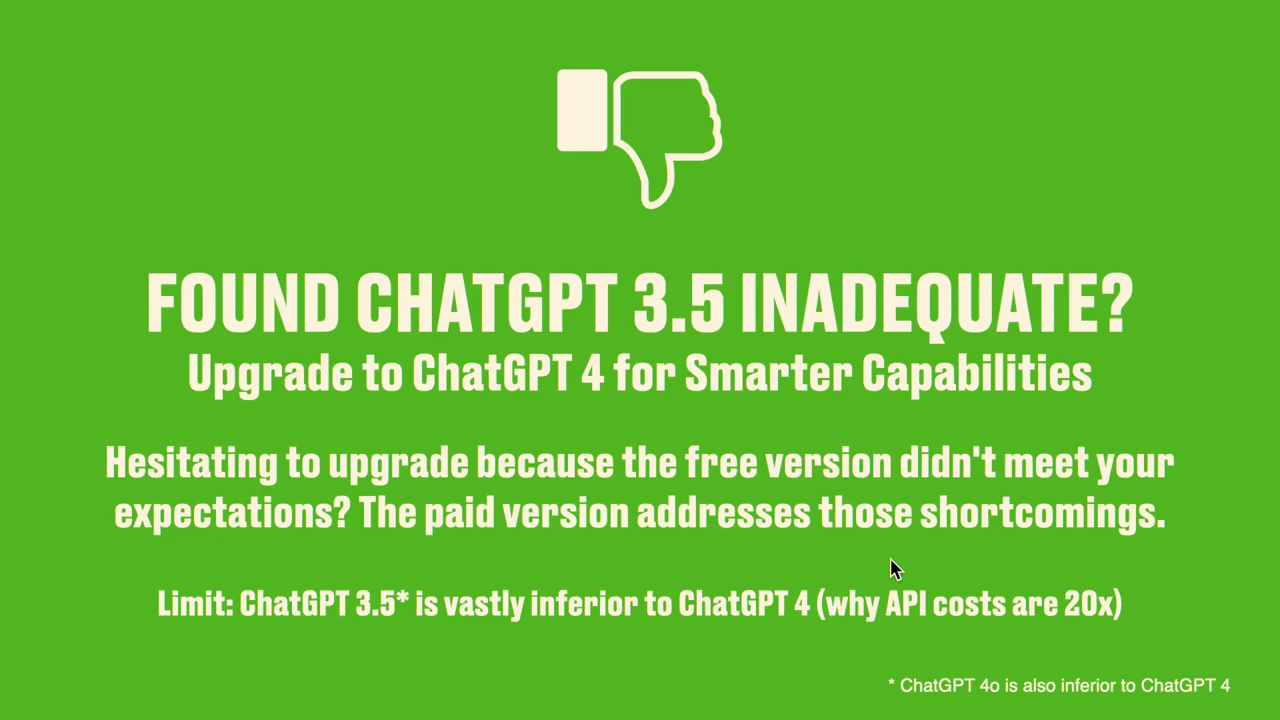 FOUND CHATGPT 3.5 INADEQUATE?
Upgrade to ChatGPT 4 for Smarter Capabilities
Hesitating to upgrade because the free version didn't meet your
expectations? The paid version addresses those shortcomings.
Limit: ChatGPT 3.5* is vastly inferior to ChatGPT 4 (why API costs are 20x)
* ChatGPT 4o is also inferior to ChatGPT 4